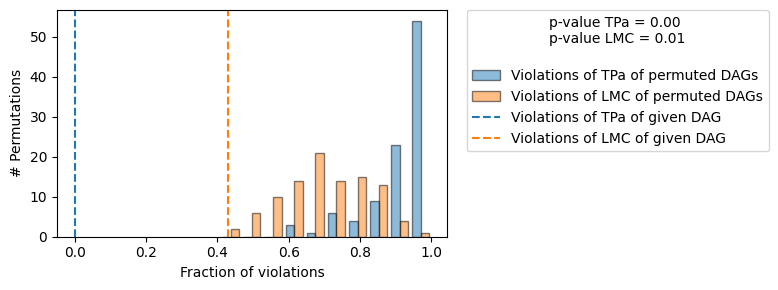 50
40
30
20
10
0
# Permutations
0.0 0.2 0.4 0.6 0.8 1.0
Fraction of violations
p-value TPa = 0.00
p-value LMC = 0.01
Violations of TPa of permuted DAGs
Violations of LMC of permuted DAGs
Violations of TPa of given DAG
Violations of LMC of given DAG